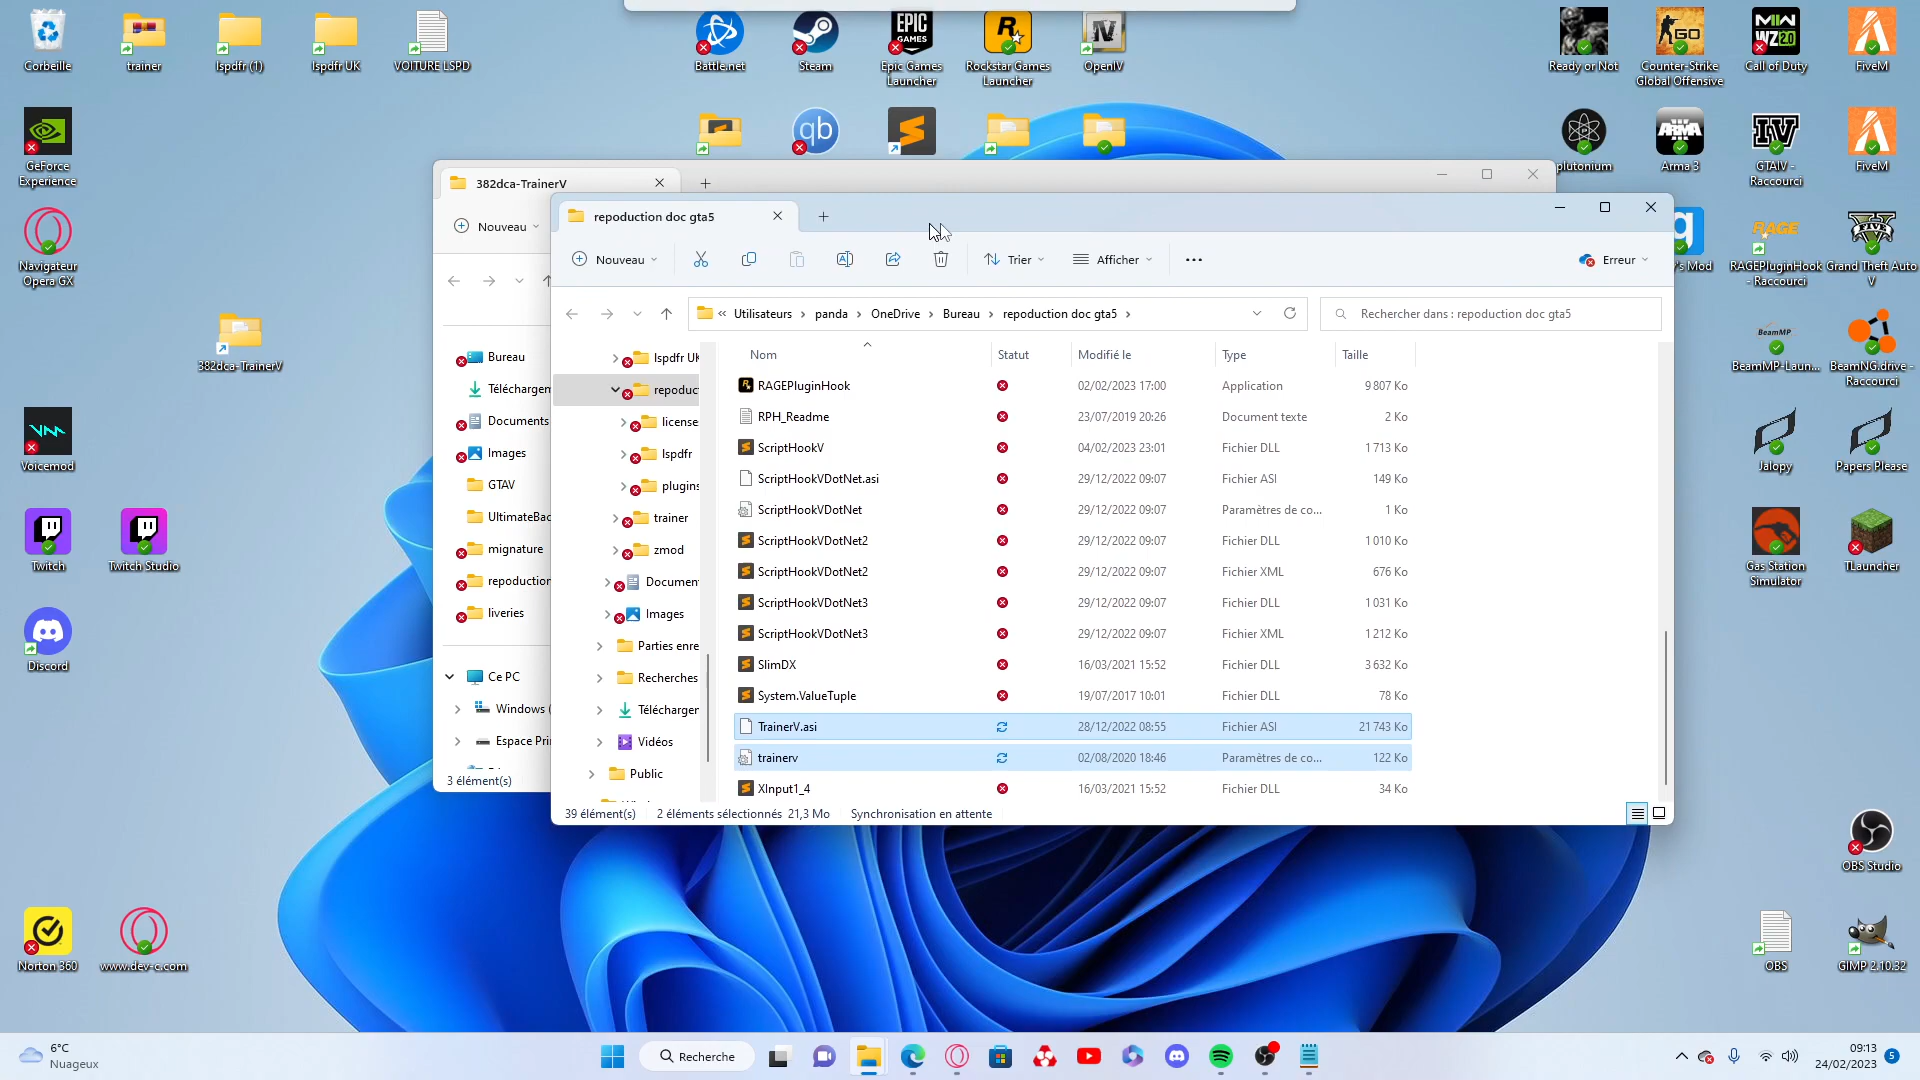 Corbeille
trainer
lspdfr (1)
lspdfr UK
VOITURE LSPD
Battle.net
Steam
Epic Games
Launcher
Rockstar Games
Launcher
OpenIV
Ready or Not
Counter-Strike
Global Offensive
Call of Duty
FiveM
GeForce
Experience
plutonium
Arma 3
GTAIV -
Raccourci
FiveM
Navigateur
Opera GX
's Mod
RAGEPluginHook
- Raccourci
Grand Theft Auto
V
382dca-TrainerV
BeamMP-Laun...
BeamNG.drive -
Raccourci
Voicemod
Jalopy
Papers Please
Twitch
Twitch Studio
Gas Station
Simulator
TLauncher
Discord
OBS Studio
Norton 360
www.dev-c.com
OBS
GIMP 2.10.32
382dca-TrainerV
Nouveau
Bureau
Téléchargem
Documents
Images
GTAV
UltimateBac
mignature
repoduction
liveries
Ce PC
Windows (
Espace Prin
3 élément(s)
repoduction doc gta5
Nouveau
Trier
Afficher
Erreur
« Utilisateurs › panda › OneDrive › Bureau › repoduction doc gta5 ›
Rechercher dans : repoduction doc gta5
Nom Statut Modifié le Type Taille
lspdfr UK
repoduct
license
lspdfr
plugins
trainer
zmod
Document
Images
Parties enre
Recherches
Téléchargem
Vidéos
Public
RAGEPluginHook 02/02/2023 17:00 Application 9 807 Ko
RPH_Readme 23/07/2019 20:26 Document texte 2 Ko
ScriptHookV 04/02/2023 23:01 Fichier DLL 1 713 Ko
ScriptHookVDotNet.asi 29/12/2022 09:07 Fichier ASI 149 Ko
ScriptHookVDotNet 29/12/2022 09:07 Paramètres de co... 1 Ko
ScriptHookVDotNet2 29/12/2022 09:07 Fichier DLL 1 010 Ko
ScriptHookVDotNet2 29/12/2022 09:07 Fichier XML 676 Ko
ScriptHookVDotNet3 29/12/2022 09:07 Fichier DLL 1 031 Ko
ScriptHookVDotNet3 29/12/2022 09:07 Fichier XML 1 212 Ko
SlimDX 16/03/2021 15:52 Fichier DLL 3 632 Ko
System.ValueTuple 19/07/2017 10:01 Fichier DLL 78 Ko
TrainerV.asi 28/12/2022 08:55 Fichier ASI 21 743 Ko
trainerv 02/08/2020 18:46 Paramètres de co... 122 Ko
XInput1_4 16/03/2021 15:52 Fichier DLL 34 Ko
39 élément(s) 2 éléments sélectionnés 21,3 Mo Synchronisation en attente
6°C
Nuageux
Recherche
09:13
24/02/2023
5